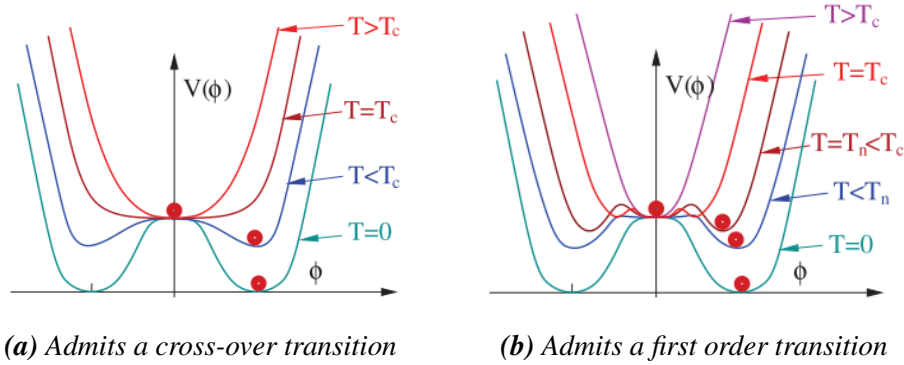 T>Tc
V(ϕ)
T=Tc
T<Tc
T=0
ϕ
(a) Admits a cross-over transition
T>Tc
V(ϕ)
T=Tc
T=Tn<Tc
T<Tn
T=0
ϕ
(b) Admits a first order transition